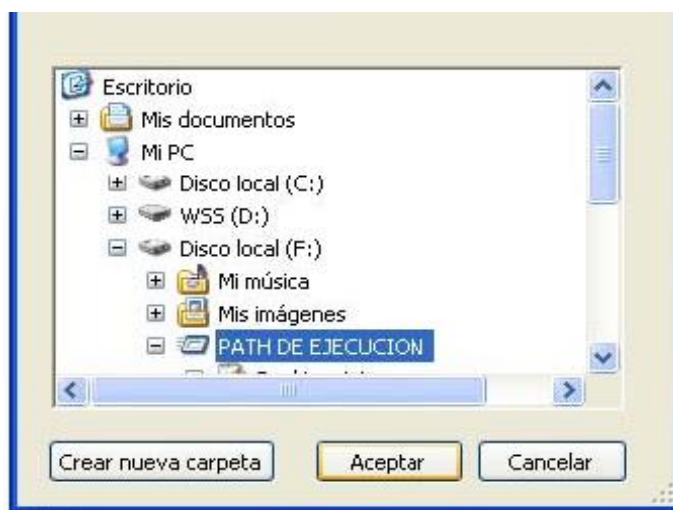 Escritorio
Mis documentos
Mi PC
Disco local (C:)
WSS (D:)
Disco local (F:)
Mi música
Mis imágenes
PATH DE EJECUCION
Crear nueva carpeta Aceptar Cancelar